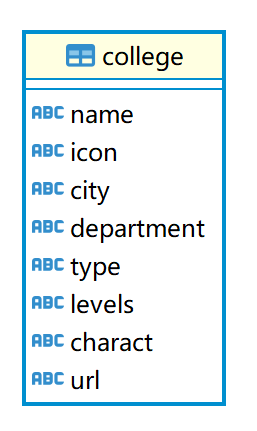 college
ABC name
ABC icon
ABC city
ABC department
ABC type
ABC levels
ABC charact
ABC url